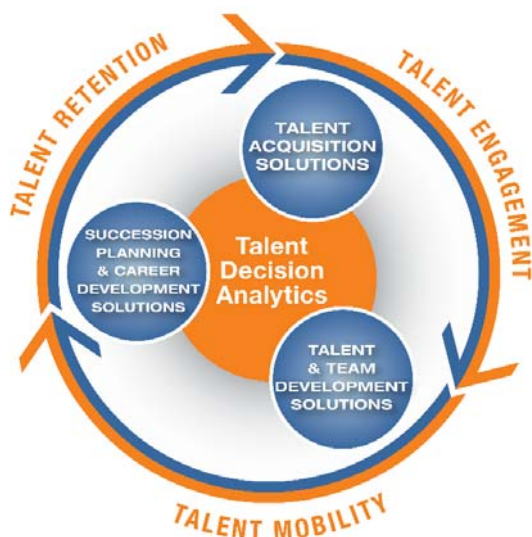 TALENT RETENTION
TALENT ENGAGEMENT
TALENT
ACQUISITION
SOLUTIONS
SUCCESSION
PLANNING
& CAREER
DEVELOPMENT
SOLUTIONS
Talent
Decision
Analytics
TALENT
& TEAM
DEVELOPMENT
SOLUTIONS
TALENT MOBILITY